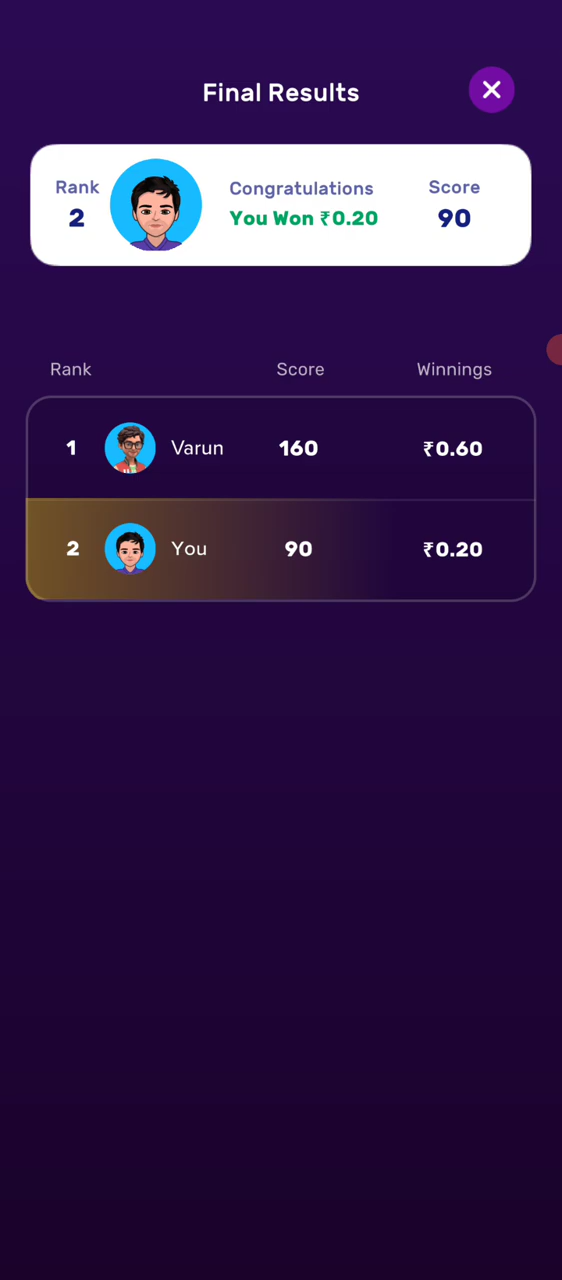 Final Results
Rank Congratulations Score
2 You Won ₹0.20 90
Rank Score Winnings
1 Varun 160 ₹0.60
2 You 90 ₹0.20